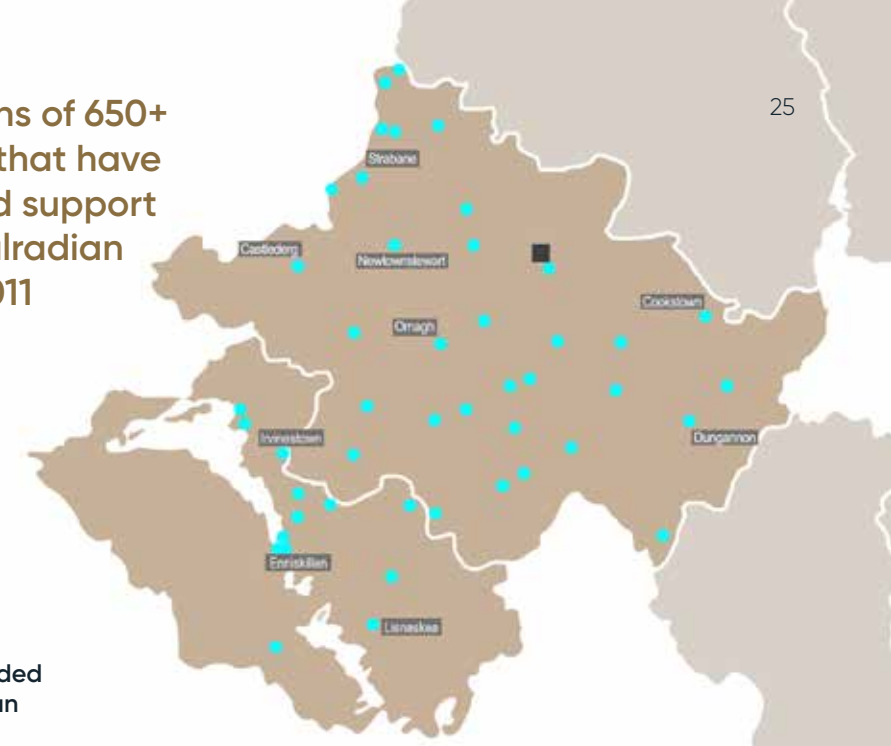 ns of 650+
that have
d support
lradian
011
25
Strabane
Castlederg
Newtownstewart
Cookstown
Omagh
Dungannon
Irvinestown
Enniskillen
Lisnaskea
ded
an